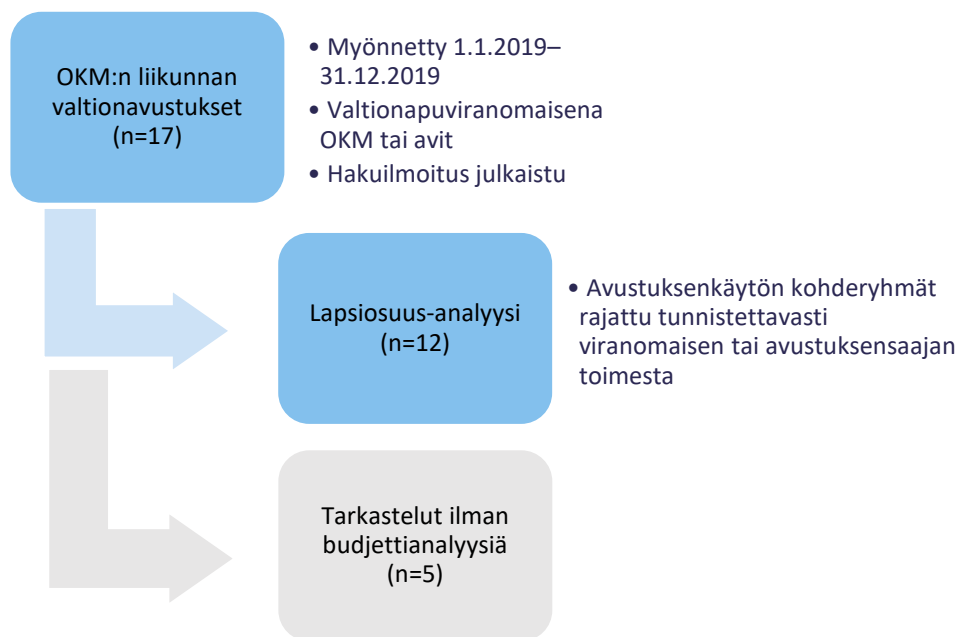 OKM:n liikunnan
valtionavustukset
(n=17)
• Myönnetty 1.1.2019–
31.12.2019
• Valtionapuviranomaisena
OKM tai avit
• Hakuilmoitus julkaistu
Lapsiosuus-analyysi
(n=12)
• Avustuksenkäytön kohderyhmät
rajattu tunnistettavasti
viranomaisen tai avustuksensaajan
toimesta
Tarkastelut ilman
budjettianalyysiä
(n=5)